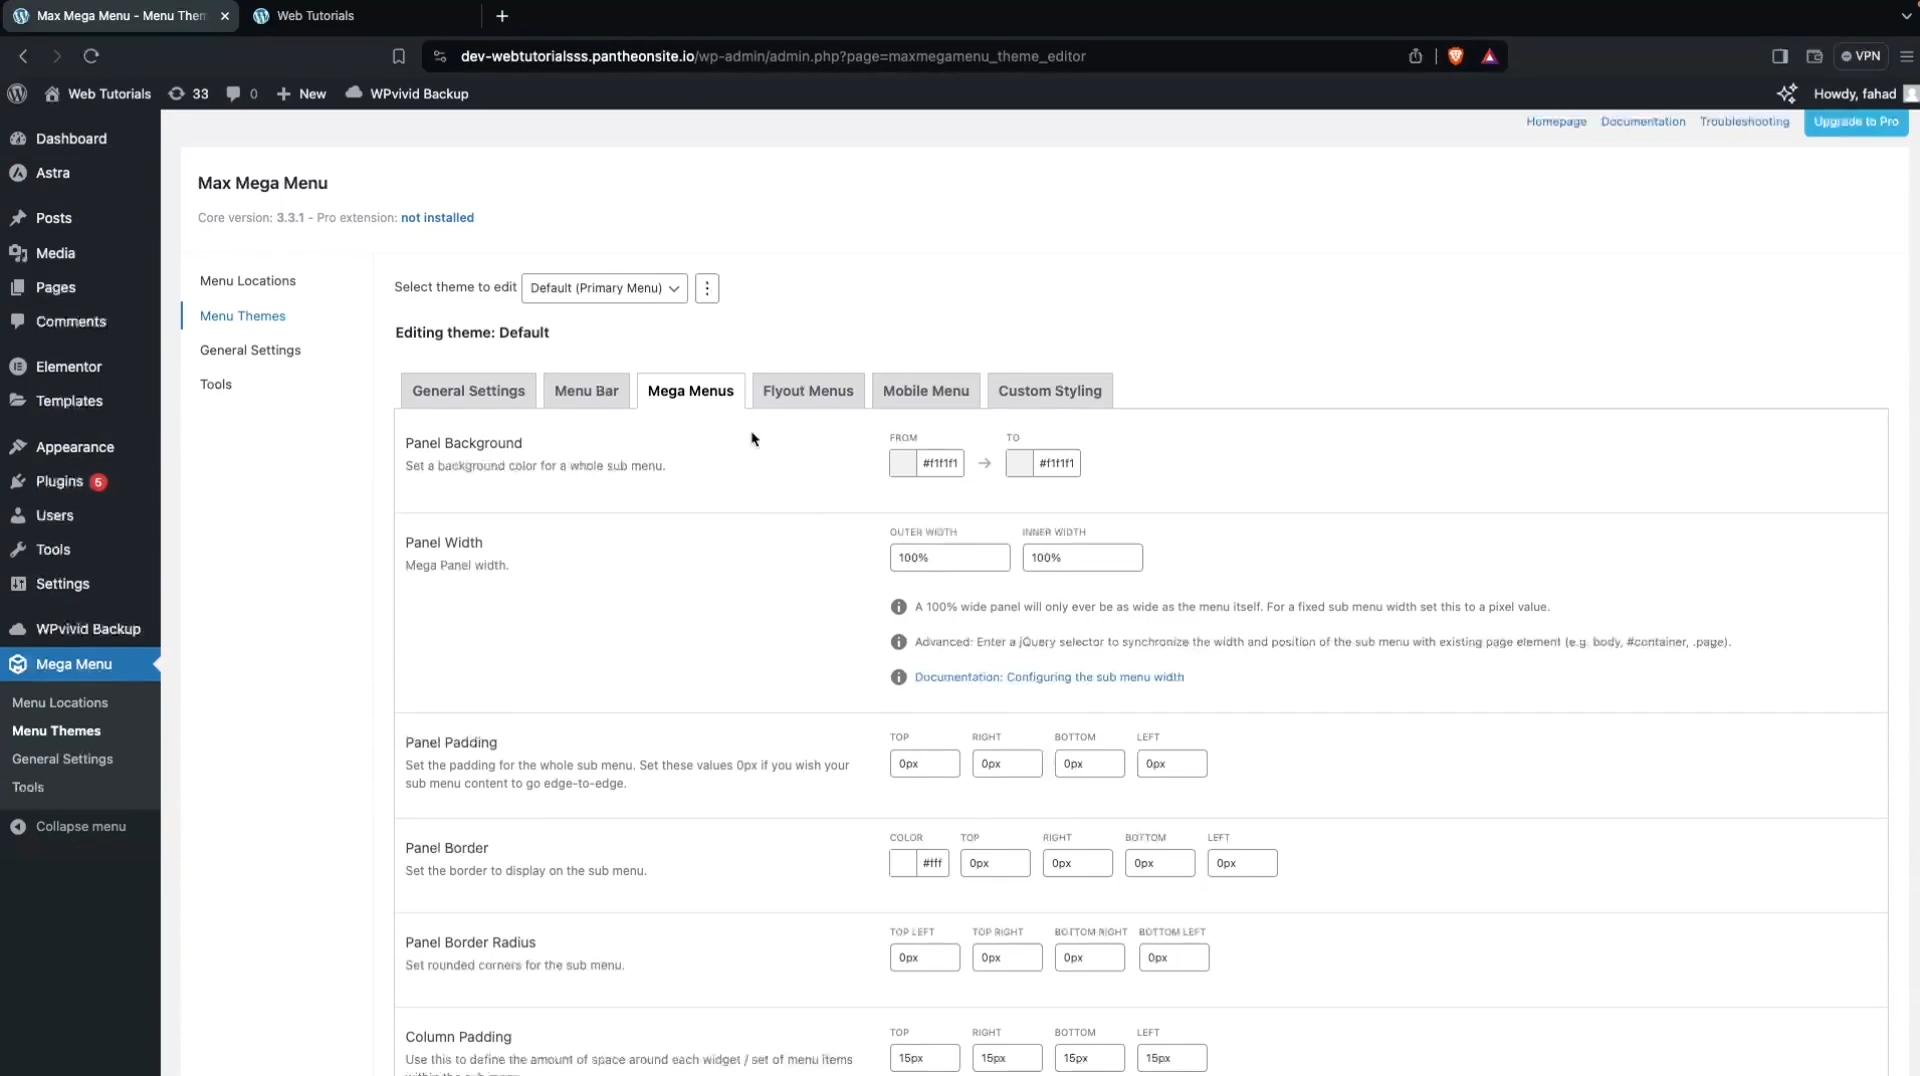 Max Mega Menu - Menu Them
Web Tutorials
dev-webtutorialsss.pantheonsite.io/wp-admin/admin.php?page=maxmegamenu_theme_editor
VPN
Web Tutorials
33
0
New
WPvivid Backup
Howdy, fahad
Dashboard
Astra
Posts
Media
Pages
Comments
Elementor
Templates
Appearance
Plugins 5
Users
Tools
Settings
WPvivid Backup
Mega Menu
Menu Locations
Menu Themes
General Settings
Tools
Collapse menu
Homepage
Documentation
Troubleshooting
Upgrade to Pro
Max Mega Menu
Core version: 3.3.1 - Pro extension: not installed
Menu Locations
Menu Themes
General Settings
Tools
Select theme to edit
Default (Primary Menu)
Editing theme: Default
General Settings
Menu Bar
Mega Menus
Flyout Menus
Mobile Menu
Custom Styling
Panel Background
Set a background color for a whole sub menu.
FROM TO
#f1f1f1 #f1f1f1
Panel Width
Mega Panel width.
OUTER WIDTH INNER WIDTH
100% 100%
A 100% wide panel will only ever be as wide as the menu itself. For a fixed sub menu width set this to a pixel value.
Advanced: Enter a jQuery selector to synchronize the width and position of the sub menu with existing page element (e.g. body, #container, .page).
Documentation: Configuring the sub menu width
Panel Padding
Set the padding for the whole sub menu. Set these values 0px if you wish your
sub menu content to go edge-to-edge.
TOP RIGHT BOTTOM LEFT
0px 0px 0px 0px
Panel Border
Set the border to display on the sub menu.
COLOR TOP RIGHT BOTTOM LEFT
#fff 0px 0px 0px 0px
Panel Border Radius
Set rounded corners for the sub menu.
TOP LEFT TOP RIGHT BOTTOM RIGHT BOTTOM LEFT
0px 0px 0px 0px
Column Padding
Use this to define the amount of space around each widget / set of menu items
TOP RIGHT BOTTOM LEFT
15px 15px 15px 15px